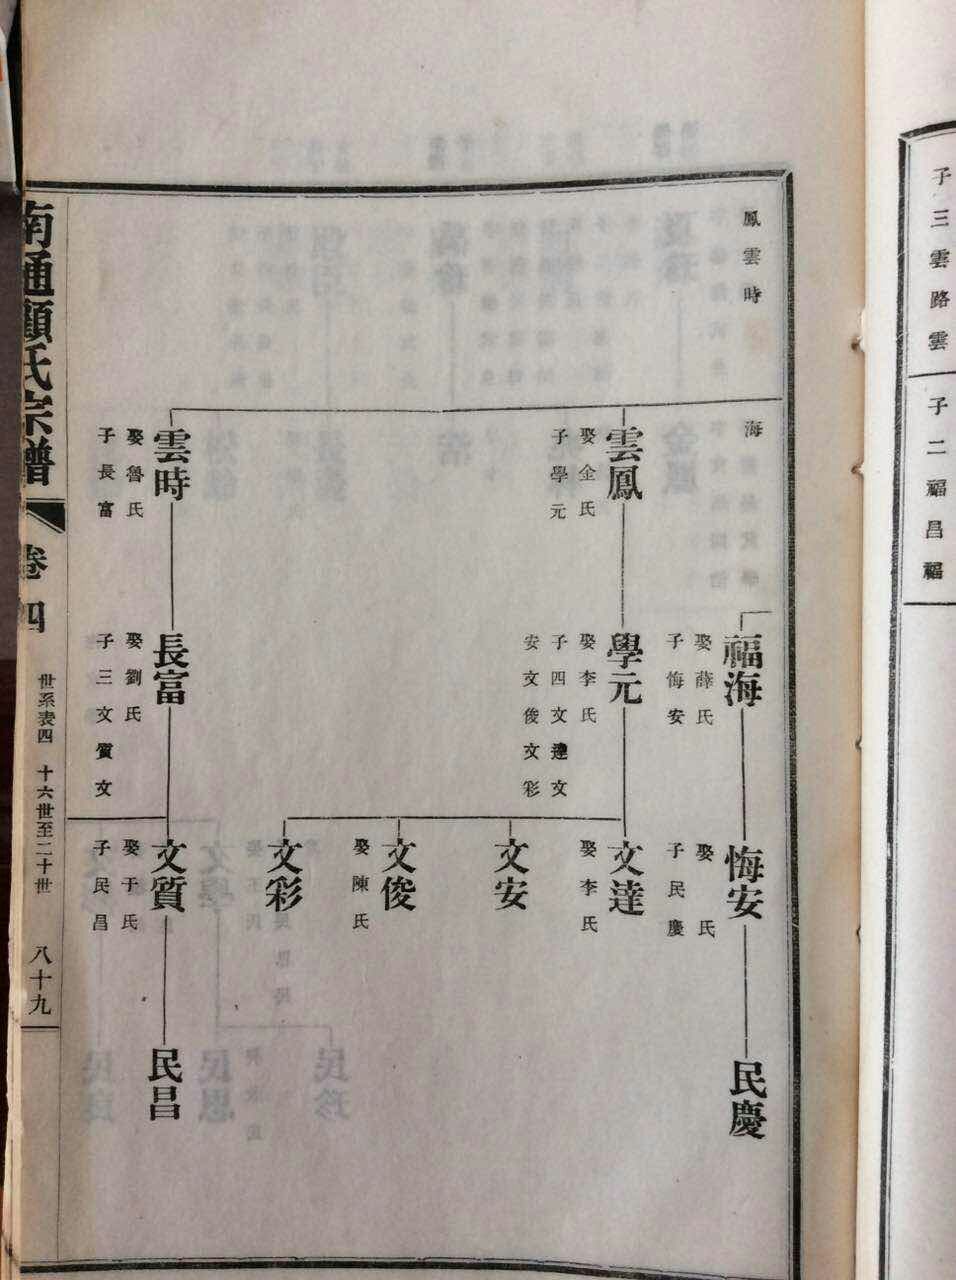 子三雲路雲
子二福昌福
鳳雲時
海
福海
娶薛氏
子悔安
悔安
娶　氏
子民慶
民慶
雲鳳
娶金氏
子學元
學元
娶李氏
子四文達文
安文俊文彩
文達
娶李氏
文安
文俊
娶陳氏
文彩
雲時
娶魯氏
子長富
長富
娶劉氏
子三文質文
文質
娶于氏
子民昌
民昌
南通顧氏宗譜
卷四
世系表四　十六世至二十世
八十九